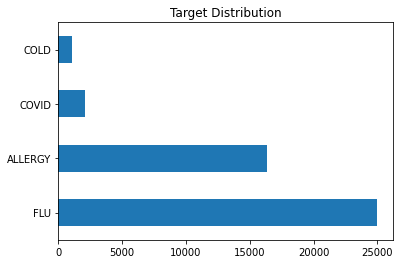 Target Distribution
COLD
COVID
ALLERGY
FLU
0 5000 10000 15000 20000 25000